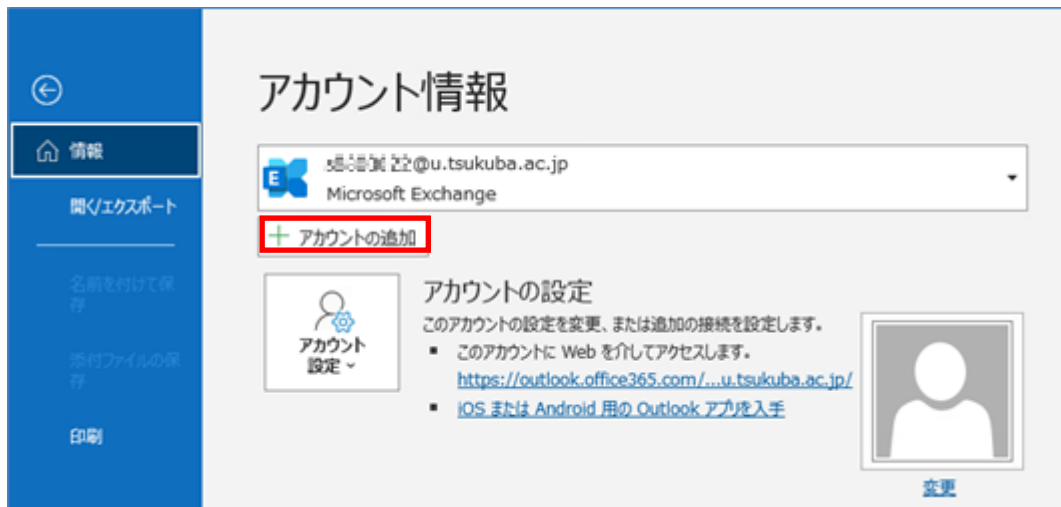 アカウント情報
情報
開く/エクスポート
名前を付けて保
存
添付ファイルの保
存
印刷
@u.tsukuba.ac.jp
Microsoft Exchange
アカウントの追加
アカウント
設定
アカウントの設定
このアカウントの設定を変更、または追加の接続を設定します。
▪ このアカウントに Web を介してアクセスします。
https://outlook.office365.com/...u.tsukuba.ac.jp/
▪ iOS または Android 用の Outlook アプリを入手
変更